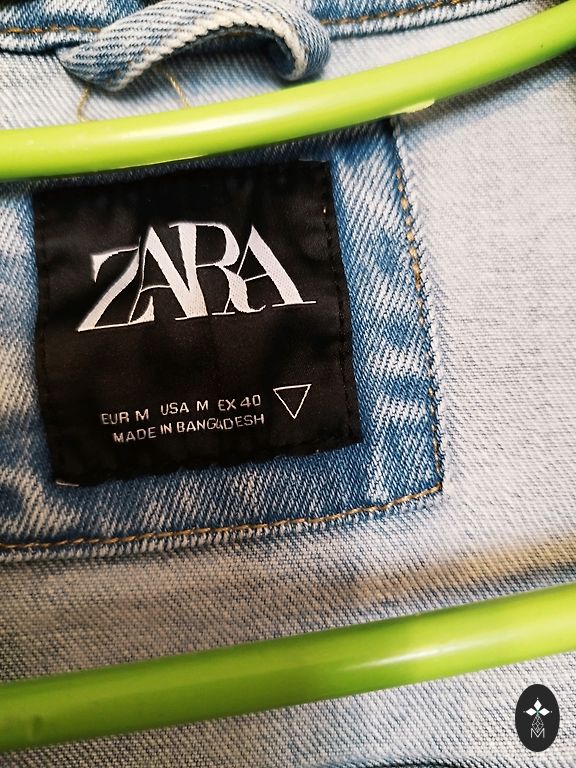 ZARA
EUR M USA M EX 40
MADE IN BANGLADESH
M